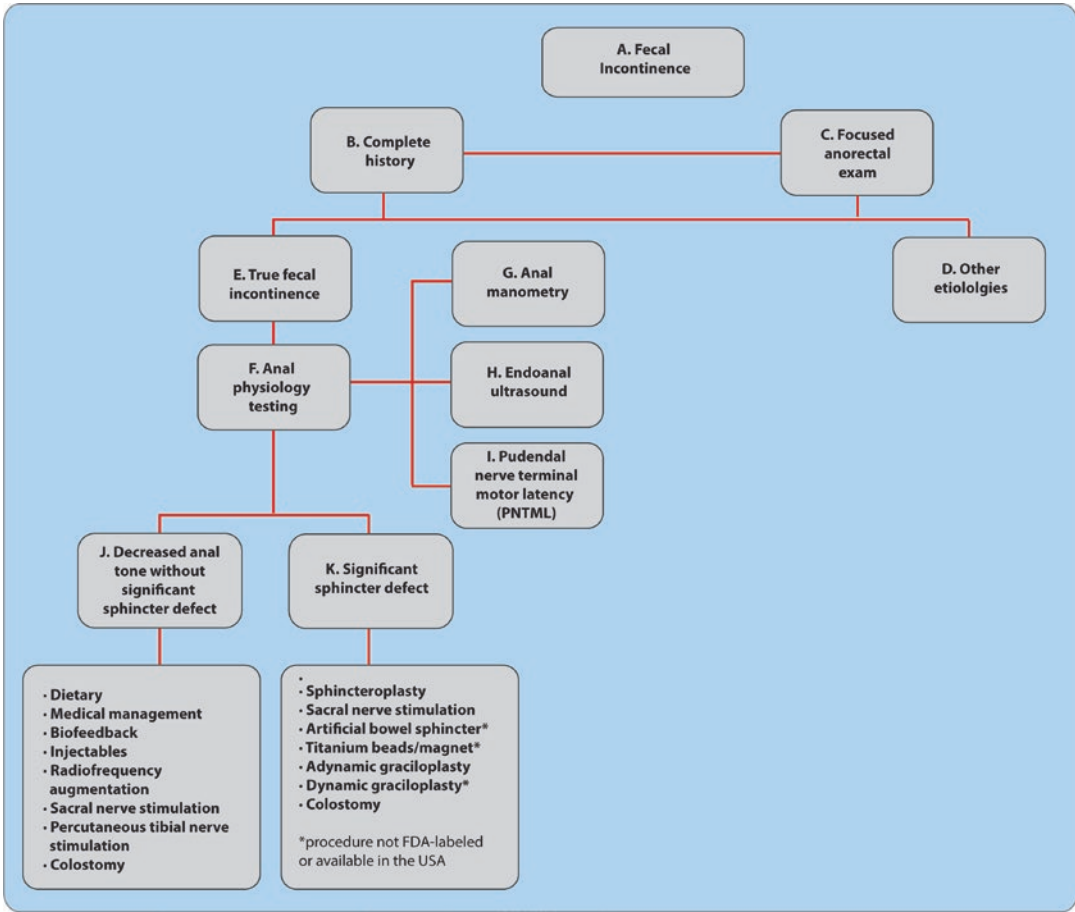 A. Fecal
Incontinence
B. Complete
history
C. Focused
anorectal
exam
E. True fecal
incontinence
G. Anal
manometry
D. Other
etiololgies
F. Anal
physiology
testing
H. Endoanal
ultrasound
I. Pudendal
nerve terminal
motor latency
(PNTML)
J. Decreased anal
tone without
significant
sphincter defect
K. Significant
sphincter defect
· Dietary
· Medical management
· Biofeedback
· Injectables
· Radiofrequency
augmentation
· Sacral nerve stimulation
· Percutaneous tibial nerve
stimulation
· Colostomy
·
· Sphincteroplasty
· Sacral nerve stimulation
· Artificial bowel sphincter*
· Titanium beads/magnet*
· Adynamic graciloplasty
· Dynamic graciloplasty*
· Colostomy
*procedure not FDA-labeled
or available in the USA